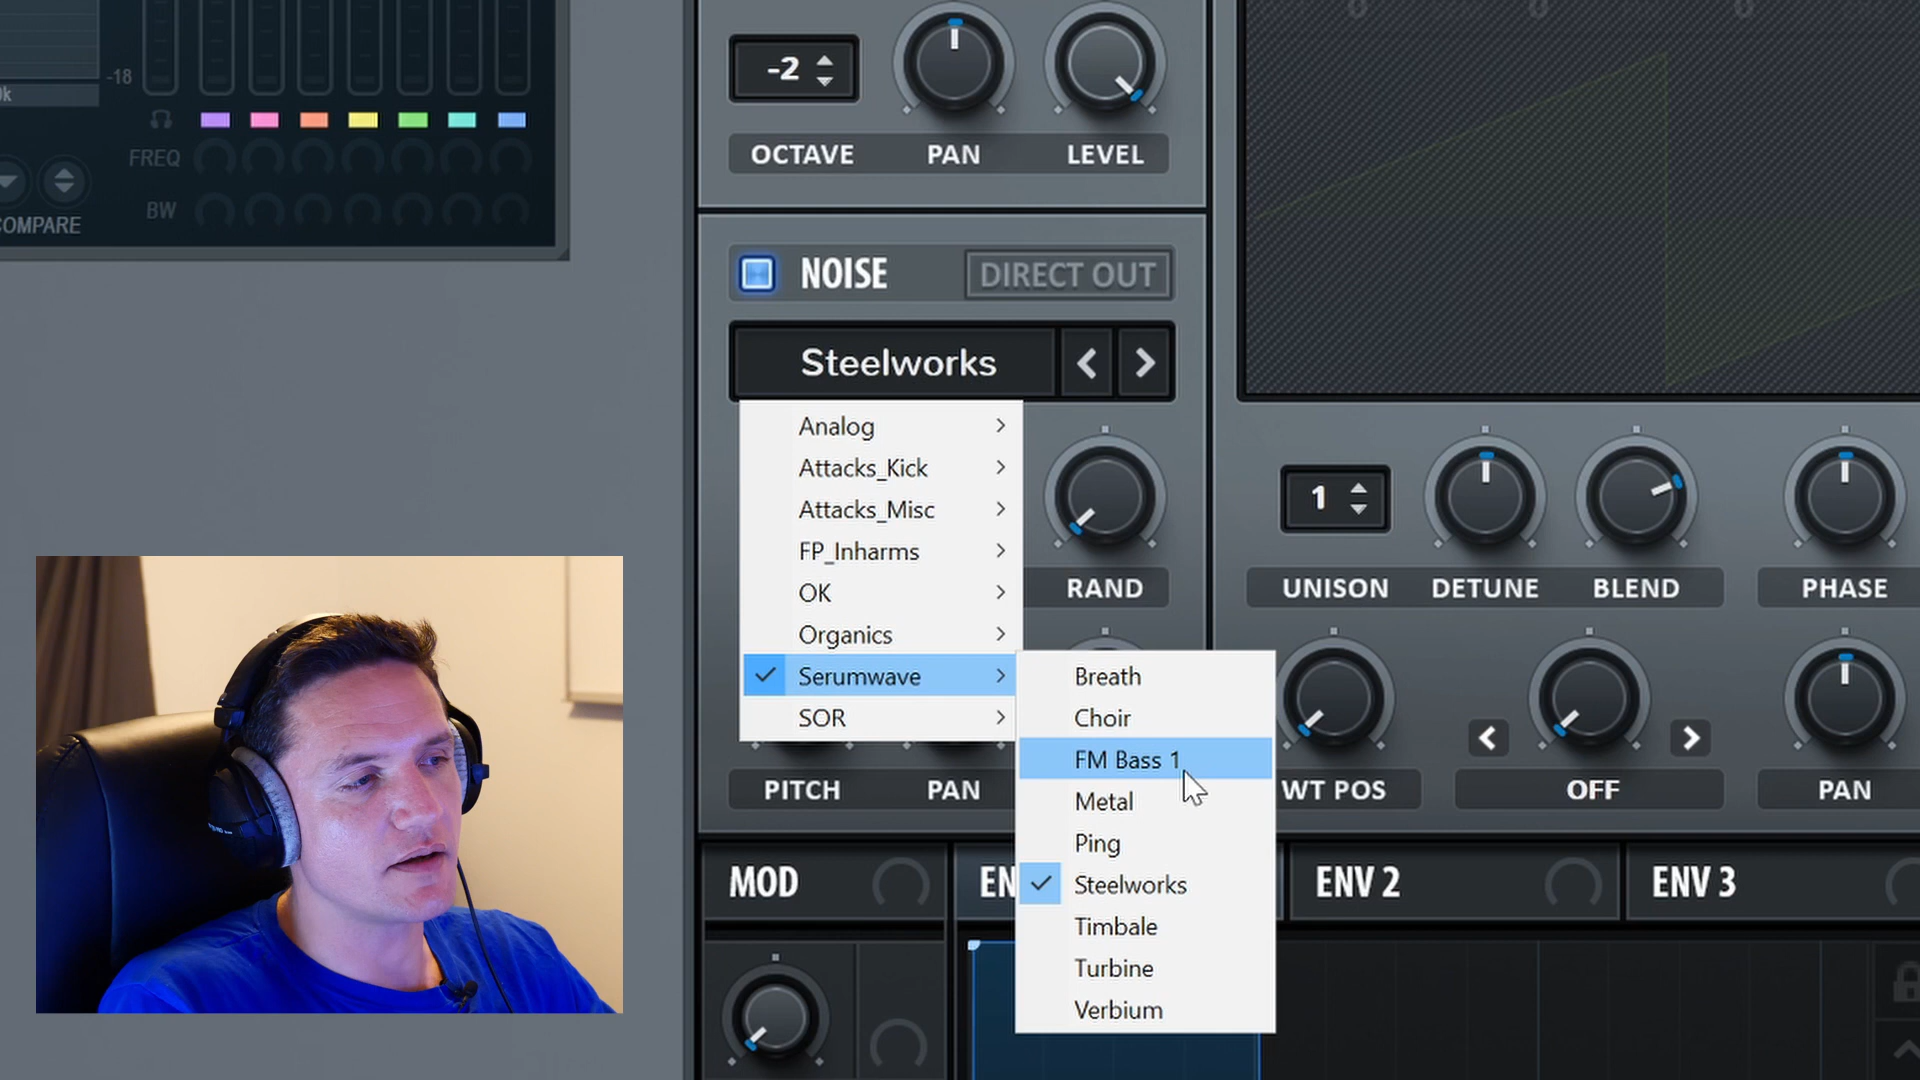 -18
0k
FREQ
BW
COMPARE
-2
OCTAVE
PAN
LEVEL
NOISE
DIRECT OUT
Steelworks
Analog
Attacks_Kick
Attacks_Misc
FP_Inharms
OK
Organics
Serumwave
SOR
RAND
Breath
Choir
FM Bass 1
Metal
Ping
Steelworks
Timbale
Turbine
Verbium
PITCH
PAN
1
UNISON
DETUNE
BLEND
PHASE
WT POS
OFF
PAN
MOD
EN
ENV 2
ENV 3